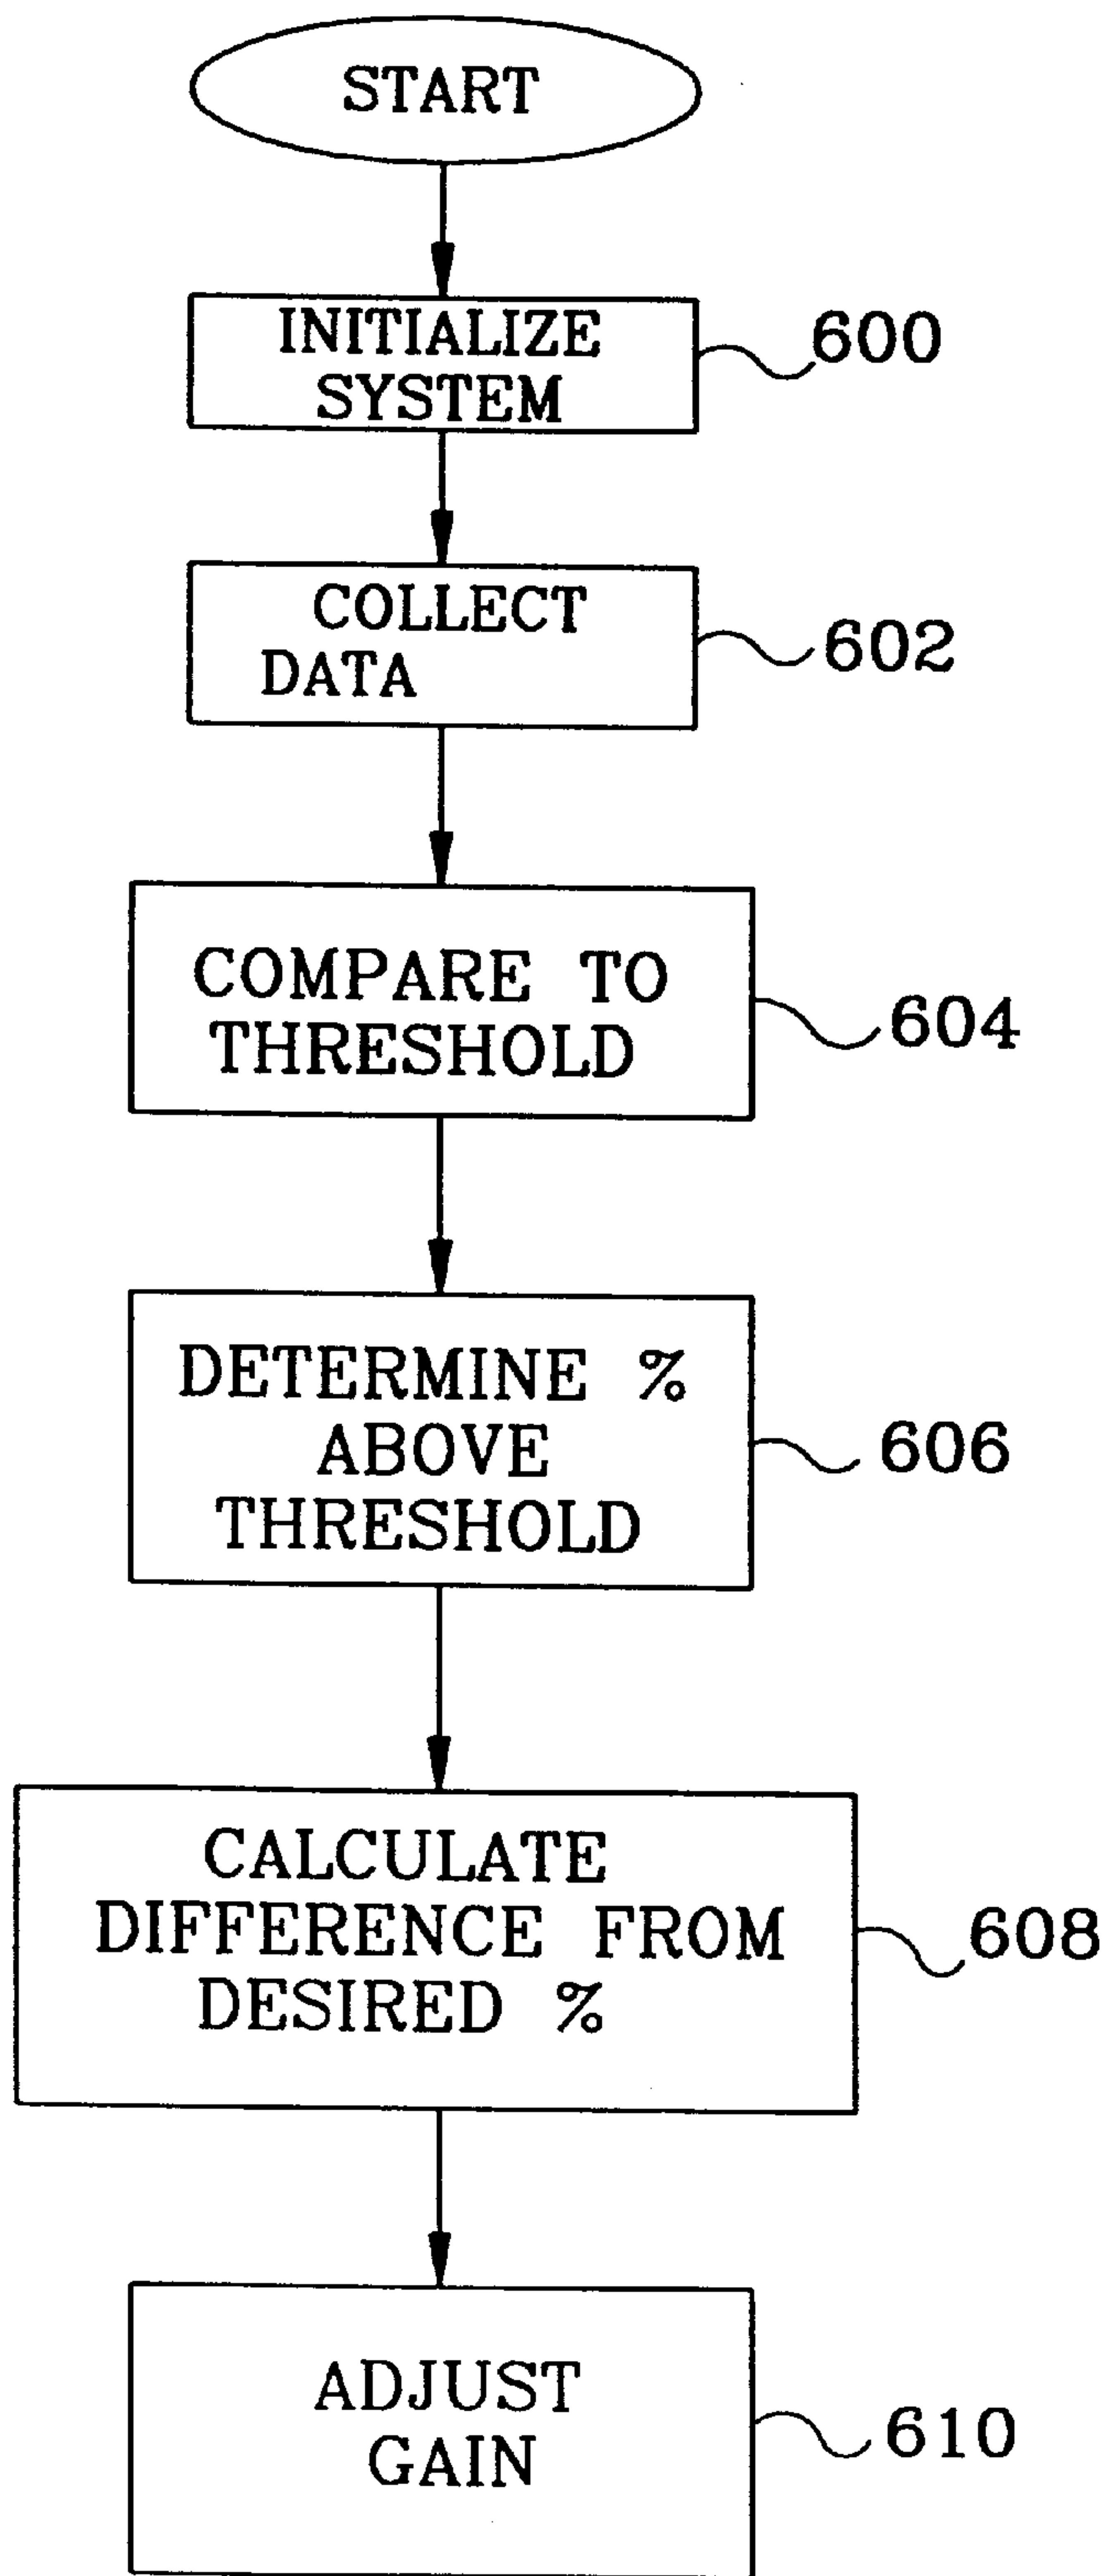 START
INITIALIZE
SYSTEM
600
COLLECT
DATA
602
COMPARE TO
THRESHOLD
604
DETERMINE %
ABOVE
THRESHOLD
606
CALCULATE
DIFFERENCE FROM
DESIRED %
608
ADJUST
GAIN
610